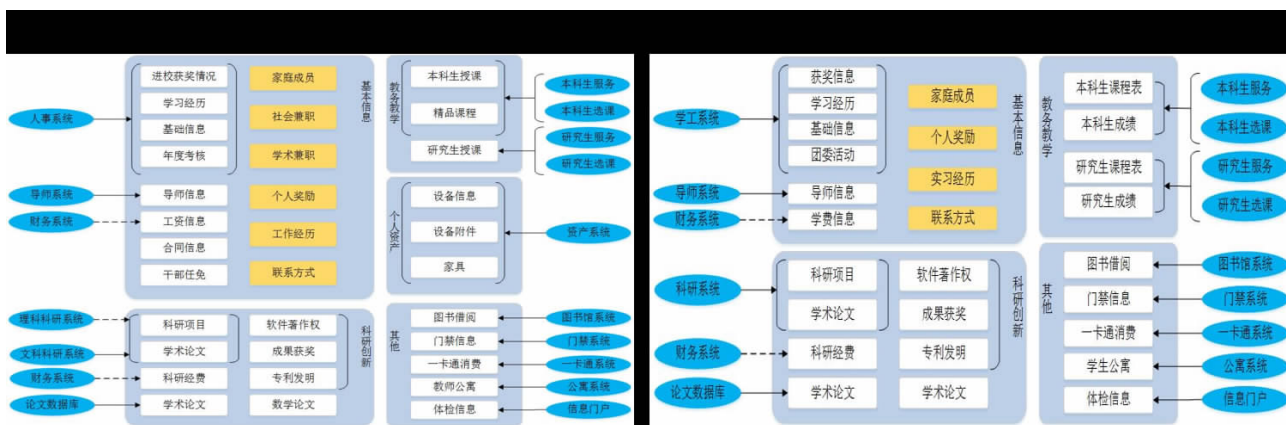 人事系统
导师系统
财务系统
进校获奖情况
学习经历
基础信息
年度考核
导师信息
工资信息
合同信息
干部任免
家庭成员
社会兼职
学术兼职
个人奖励
工作经历
联系方式
基本信息
教务教学
本科生授课
精品课程
研究生授课
本科生服务
本科生选课
研究生服务
研究生选课
个人资产
设备信息
设备附件
家具
资产系统
理科科研系统
文科科研系统
财务系统
论文数据库
科研项目
学术论文
科研经费
学术论文
软件著作权
成果获奖
专利发明
数学论文
科研创新
其他
图书借阅
门禁信息
一卡通消费
教师公寓
体检信息
图书馆系统
门禁系统
一卡通系统
公寓系统
信息门户
学工系统
导师系统
财务系统
获奖信息
学习经历
基础信息
团委活动
导师信息
学费信息
家庭成员
个人奖励
实习经历
联系方式
基本信息
教务教学
本科生课程表
本科生成绩
研究生课程表
研究生成绩
本科生服务
本科生选课
研究生服务
研究生选课
科研系统
财务系统
论文数据库
科研项目
学术论文
科研经费
学术论文
软件著作权
成果获奖
专利发明
学术论文
科研创新
其他
图书借阅
门禁信息
一卡通消费
学生公寓
体检信息
图书馆系统
门禁系统
一卡通系统
公寓系统
信息门户